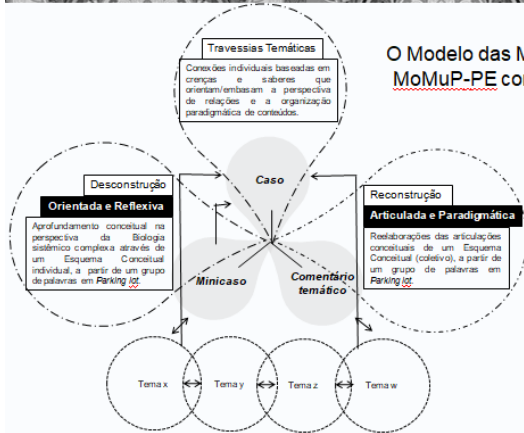 Travessias Temáticas
Conexões individuais baseadas em
crenças e saberes que
orientam/embasam a perspectiva
de relações e a organização
paradigmática de conteúdos.
O Modelo das M
MoMuP-PE co
Desconstrução
Orientada e Reflexiva
Aprofundamento conceitual na
perspectiva da Biologia
sistêmico complexa através de
um Esquema Conceitual
individual, a partir de um grupo
de palavras em Parking lot.
Caso
Minicaso
Comentário
temático
Reconstrução
Articulada e Paradigmática
Reelaborações das articulações
conceituais de um Esquema
Conceitual (coletivo), a partir de
um grupo de palavras em
Parking lot.
Tema x
Tema y
Tema z
Tema w